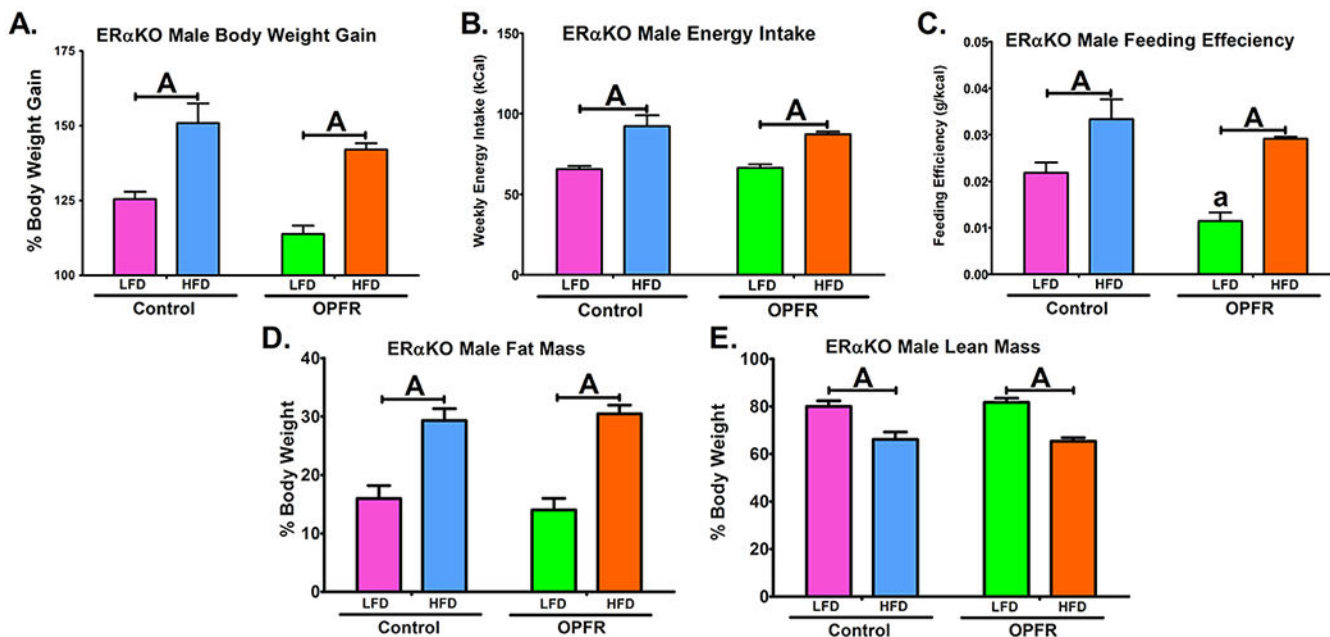 A.
ERαKO Male Body Weight Gain
% Body Weight Gain
175
150
125
100
A
A
LFD HFD LFD HFD
Control OPFR
B.
ERαKO Male Energy Intake
Weekly Energy Intake (kCal)
150
100
50
0
A
A
LFD HFD LFD HFD
Control OPFR
C.
ERαKO Male Feeding Effeciency
Feeding Efficiency (g/kcal)
0.05
0.04
0.03
0.02
0.01
0.00
A
A
a
LFD HFD LFD HFD
Control OPFR
D.
ERαKO Male Fat Mass
% Body Weight
40
30
20
10
0
A
A
LFD HFD LFD HFD
Control OPFR
E.
ERαKO Male Lean Mass
% Body Weight
100
80
60
40
20
0
A
A
LFD HFD LFD HFD
Control OPFR